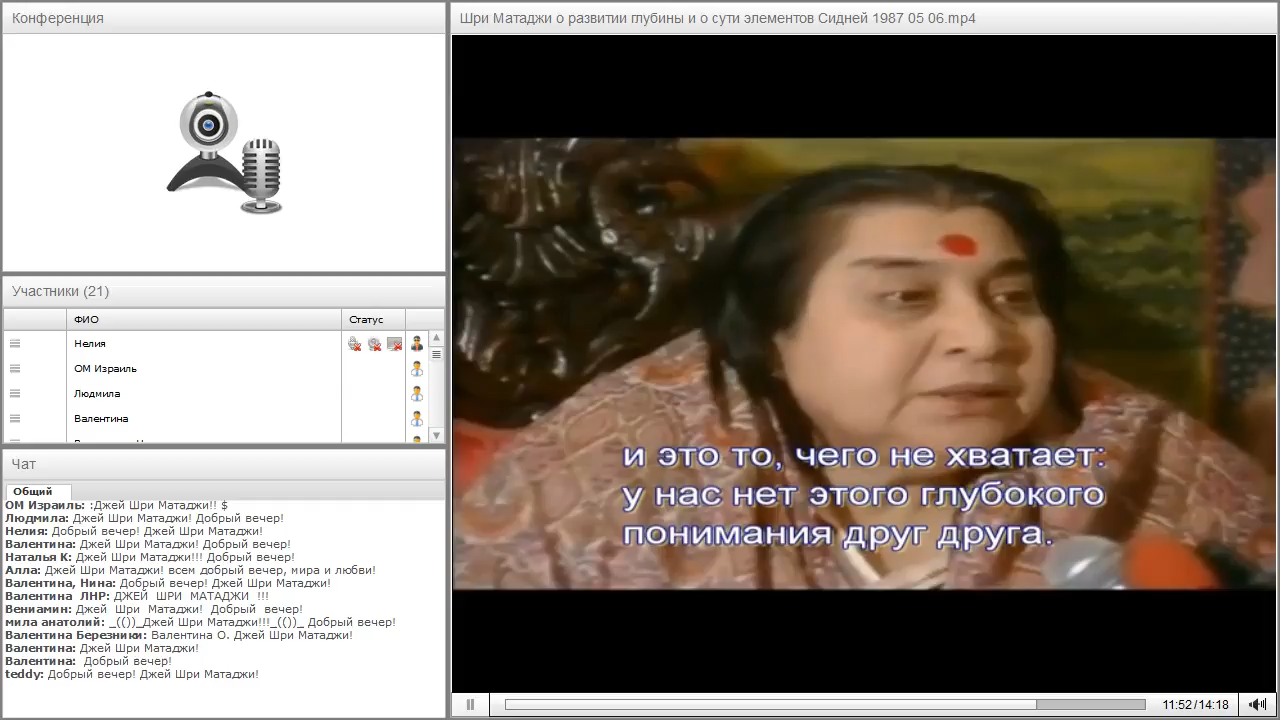 Конференция
Шри Матаджи о развитии глубины и о сути элементов Сидней 1987 05 06.mp4
Участники (21)
ФИО Статус
Нелия
ОМ Израиль
Людмила
Валентина
Чат
Общий
ОМ Израиль: :Джей Шри Матаджи!! $
Людмила: Джей Шри Матаджи! Добрый вечер!
Нелия: Добрый вечер! Джей Шри Матаджи!
Валентина: Джей Шри Матаджи! Добрый вечер!
Наталья К: Джей Шри Матаджи!!! Добрый вечер!
Алла: Джей Шри Матаджи! всем добрый вечер, мира и любви!
Валентина, Нина: Добрый вечер! Джей Шри Матаджи!
Валентина ЛНР: ДЖЕЙ ШРИ МАТАДЖИ !!!
Вениамин: Джей Шри Матаджи! Добрый вечер!
мила анатолий: _(())_Джей Шри Матаджи!!!_(())_ Добрый вечер!
Валентина Березники: Валентина О. Джей Шри Матаджи!
Валентина: Джей Шри Матаджи!
Валентина: Добрый вечер!
teddy: Добрый вечер! Джей Шри Матаджи!
и это то, чего не хватает:
у нас нет этого глубокого
понимания друг друга.
11:52/14:18